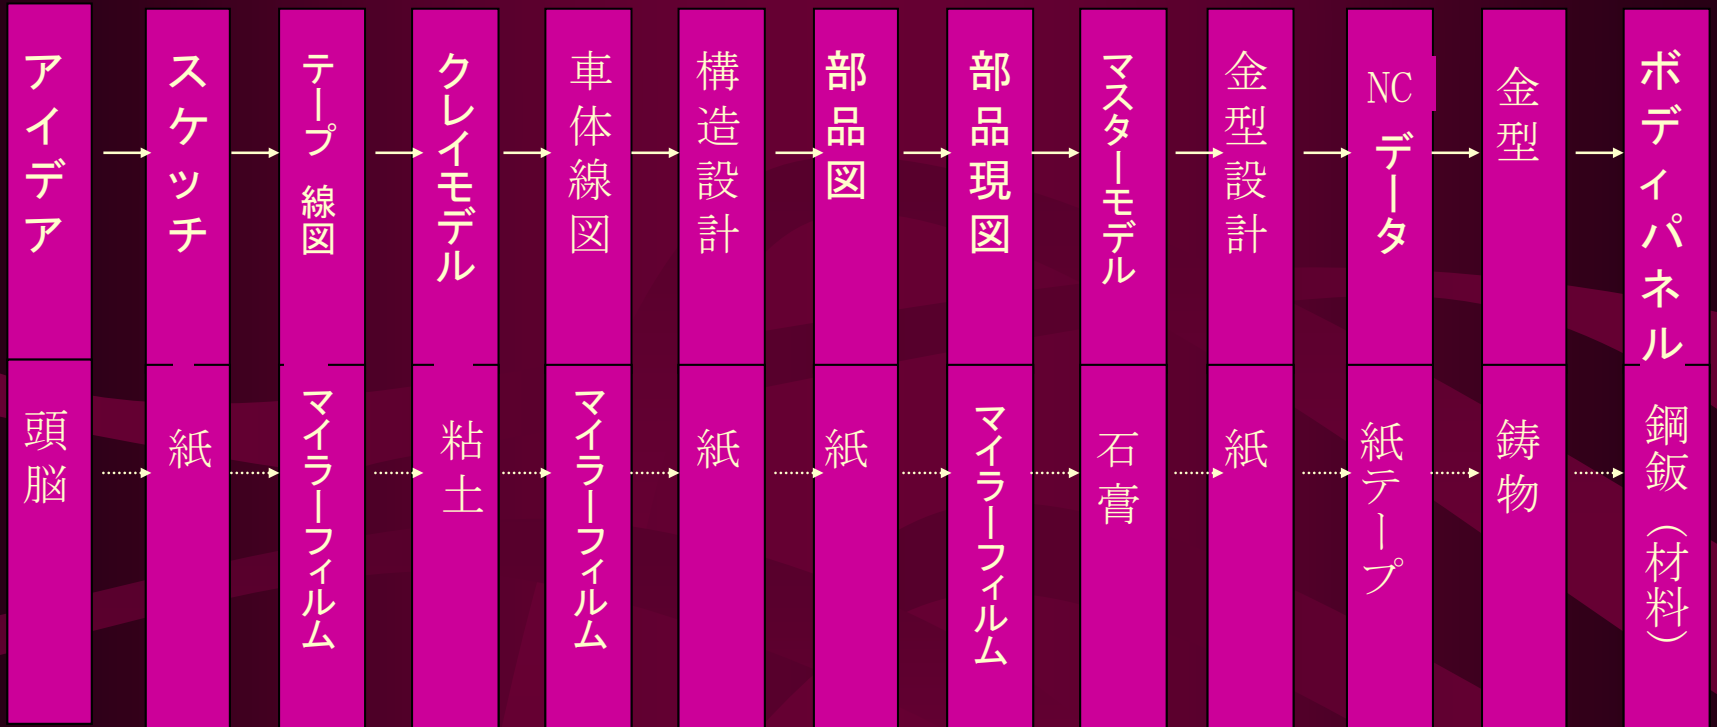 アイデア
スケッチ
テープ 線図
クレイモデル
車体線図
構造設計
部品図
部品現図
マスターモデル
金型設計
NC データ
金型
ボディパネル
頭脳
紙
マイラーフィルム
粘土
マイラーフィルム
紙
紙
マイラーフィルム
石膏
紙
紙テープ
鋳物
鋼鈑（材料）